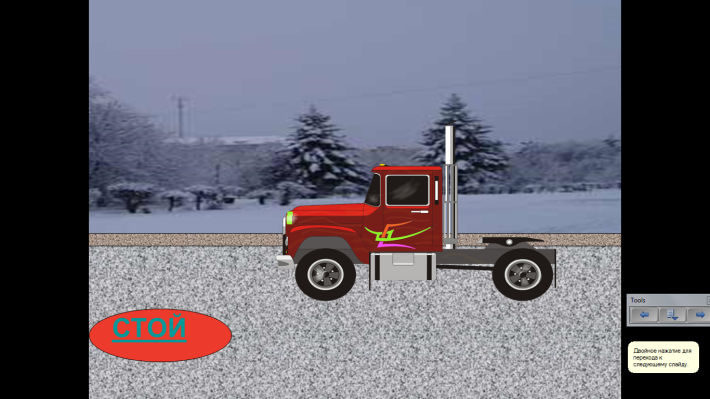 СТОЙ
Tools
Двойное нажатие для
перехода к
следующему слайду.